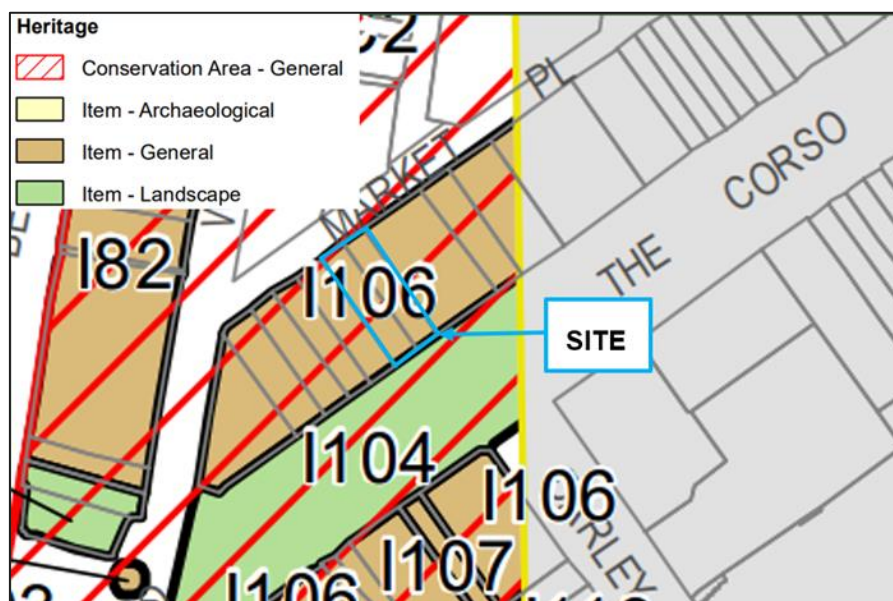 Heritage
Conservation Area - General
Item - Archaeological
Item - General
Item - Landscape
MARKET PL
THE CORSO
I82
I106
SITE
I104
I106
I107
I106